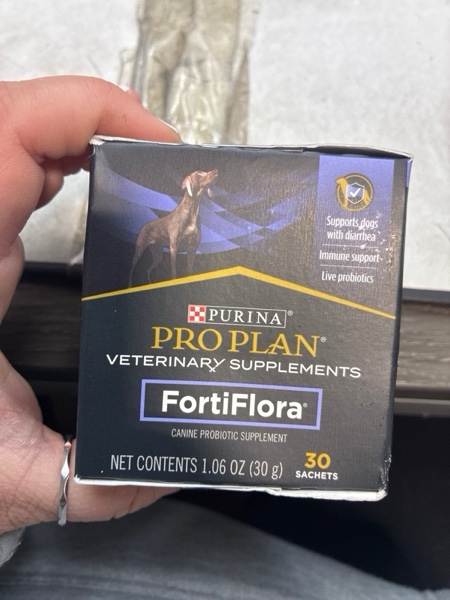 Supports dogs
with diarrhea
Immune support
Live probiotics
PURINA®
PRO PLAN®
VETERINARY SUPPLEMENTS
FortiFlora®
CANINE PROBIOTIC SUPPLEMENT
NET CONTENTS 1.06 OZ (30 g)
30
SACHETS